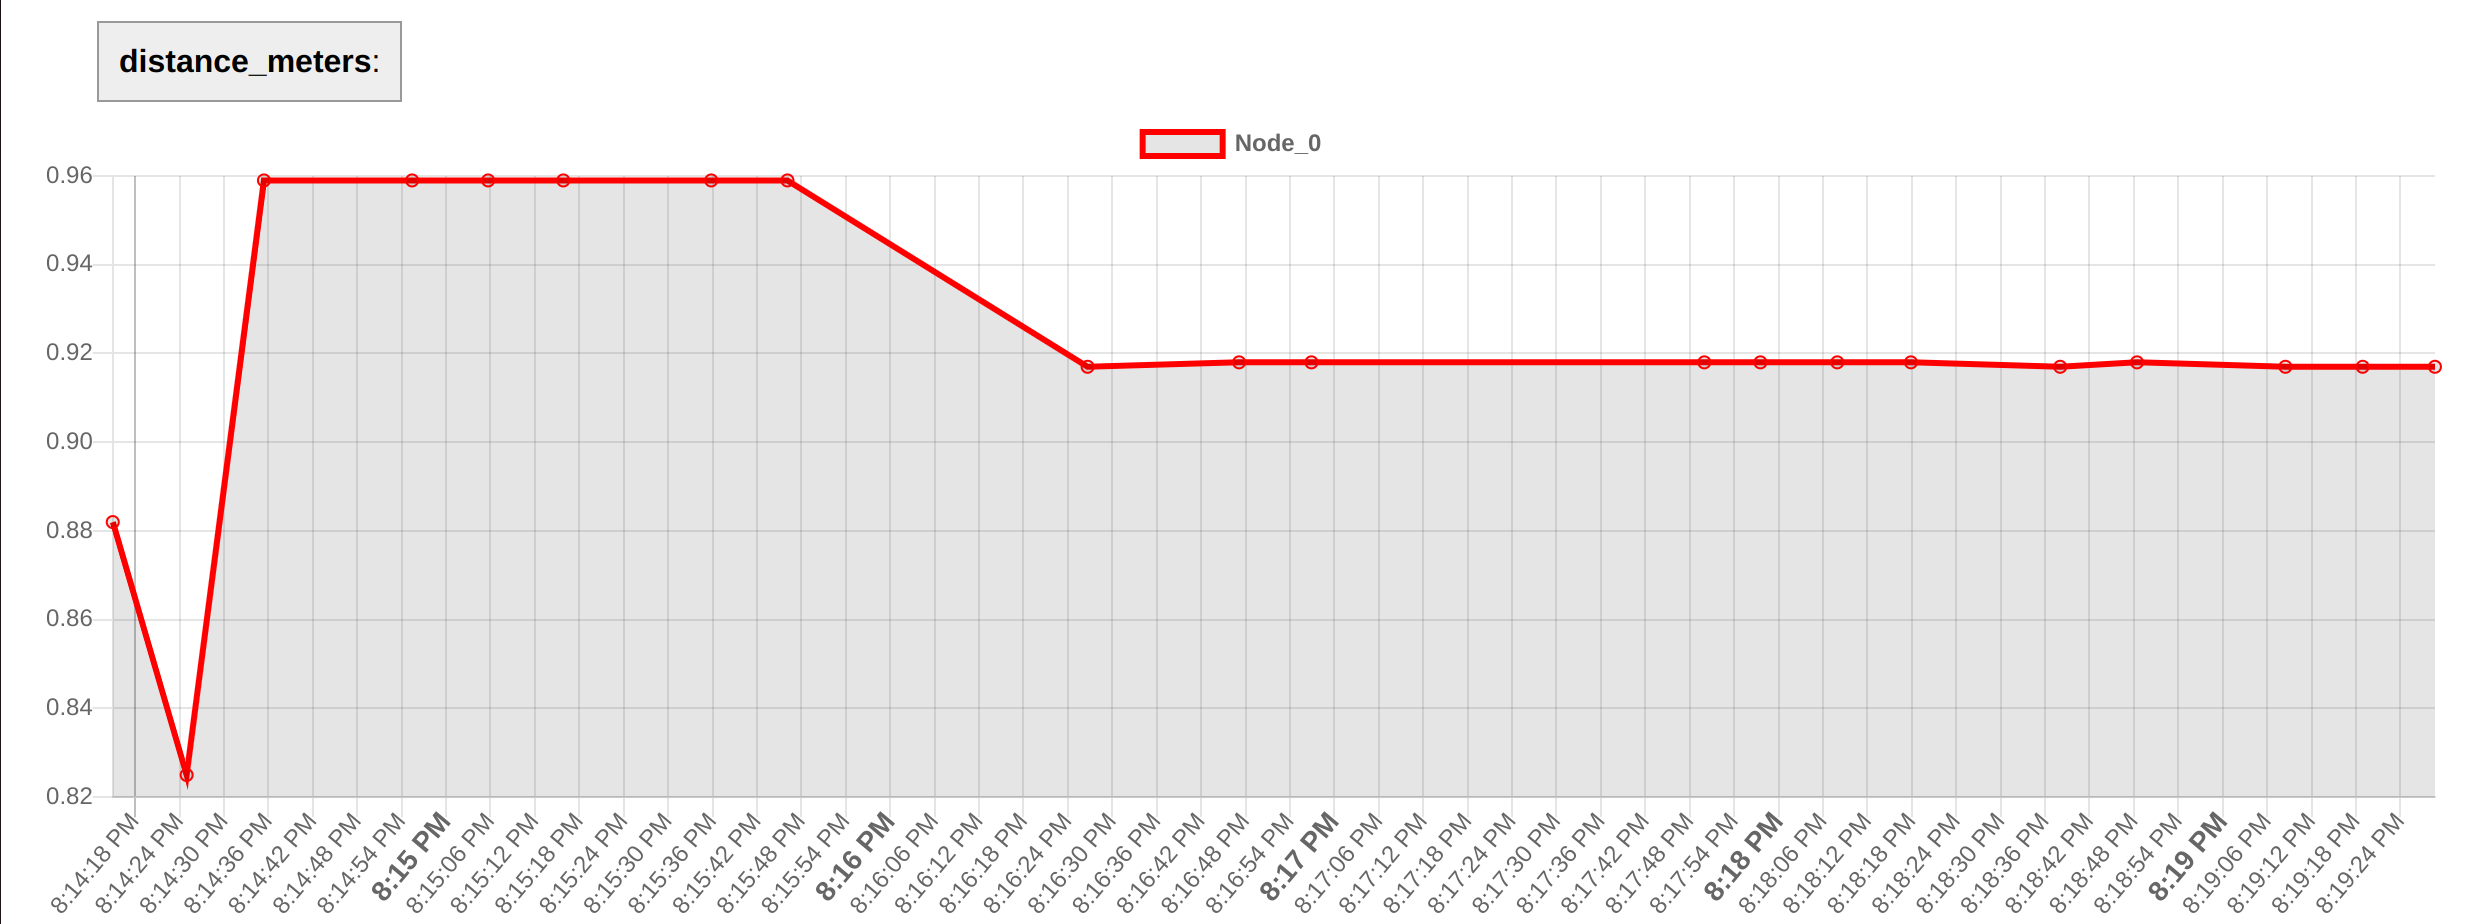 distance_meters:
Node_0
0.96
0.94
0.92
0.90
0.88
0.86
0.84
0.82
8:14:18 PM
8:14:24 PM
8:14:30 PM
8:14:36 PM
8:14:42 PM
8:14:48 PM
8:14:54 PM
8:15 PM
8:15:06 PM
8:15:12 PM
8:15:18 PM
8:15:24 PM
8:15:30 PM
8:15:36 PM
8:15:42 PM
8:15:48 PM
8:15:54 PM
8:16 PM
8:16:06 PM
8:16:12 PM
8:16:18 PM
8:16:24 PM
8:16:30 PM
8:16:36 PM
8:16:42 PM
8:16:48 PM
8:16:54 PM
8:17 PM
8:17:06 PM
8:17:12 PM
8:17:18 PM
8:17:24 PM
8:17:30 PM
8:17:36 PM
8:17:42 PM
8:17:48 PM
8:17:54 PM
8:18 PM
8:18:06 PM
8:18:12 PM
8:18:18 PM
8:18:24 PM
8:18:30 PM
8:18:36 PM
8:18:42 PM
8:18:48 PM
8:18:54 PM
8:19 PM
8:19:06 PM
8:19:12 PM
8:19:18 PM
8:19:24 PM